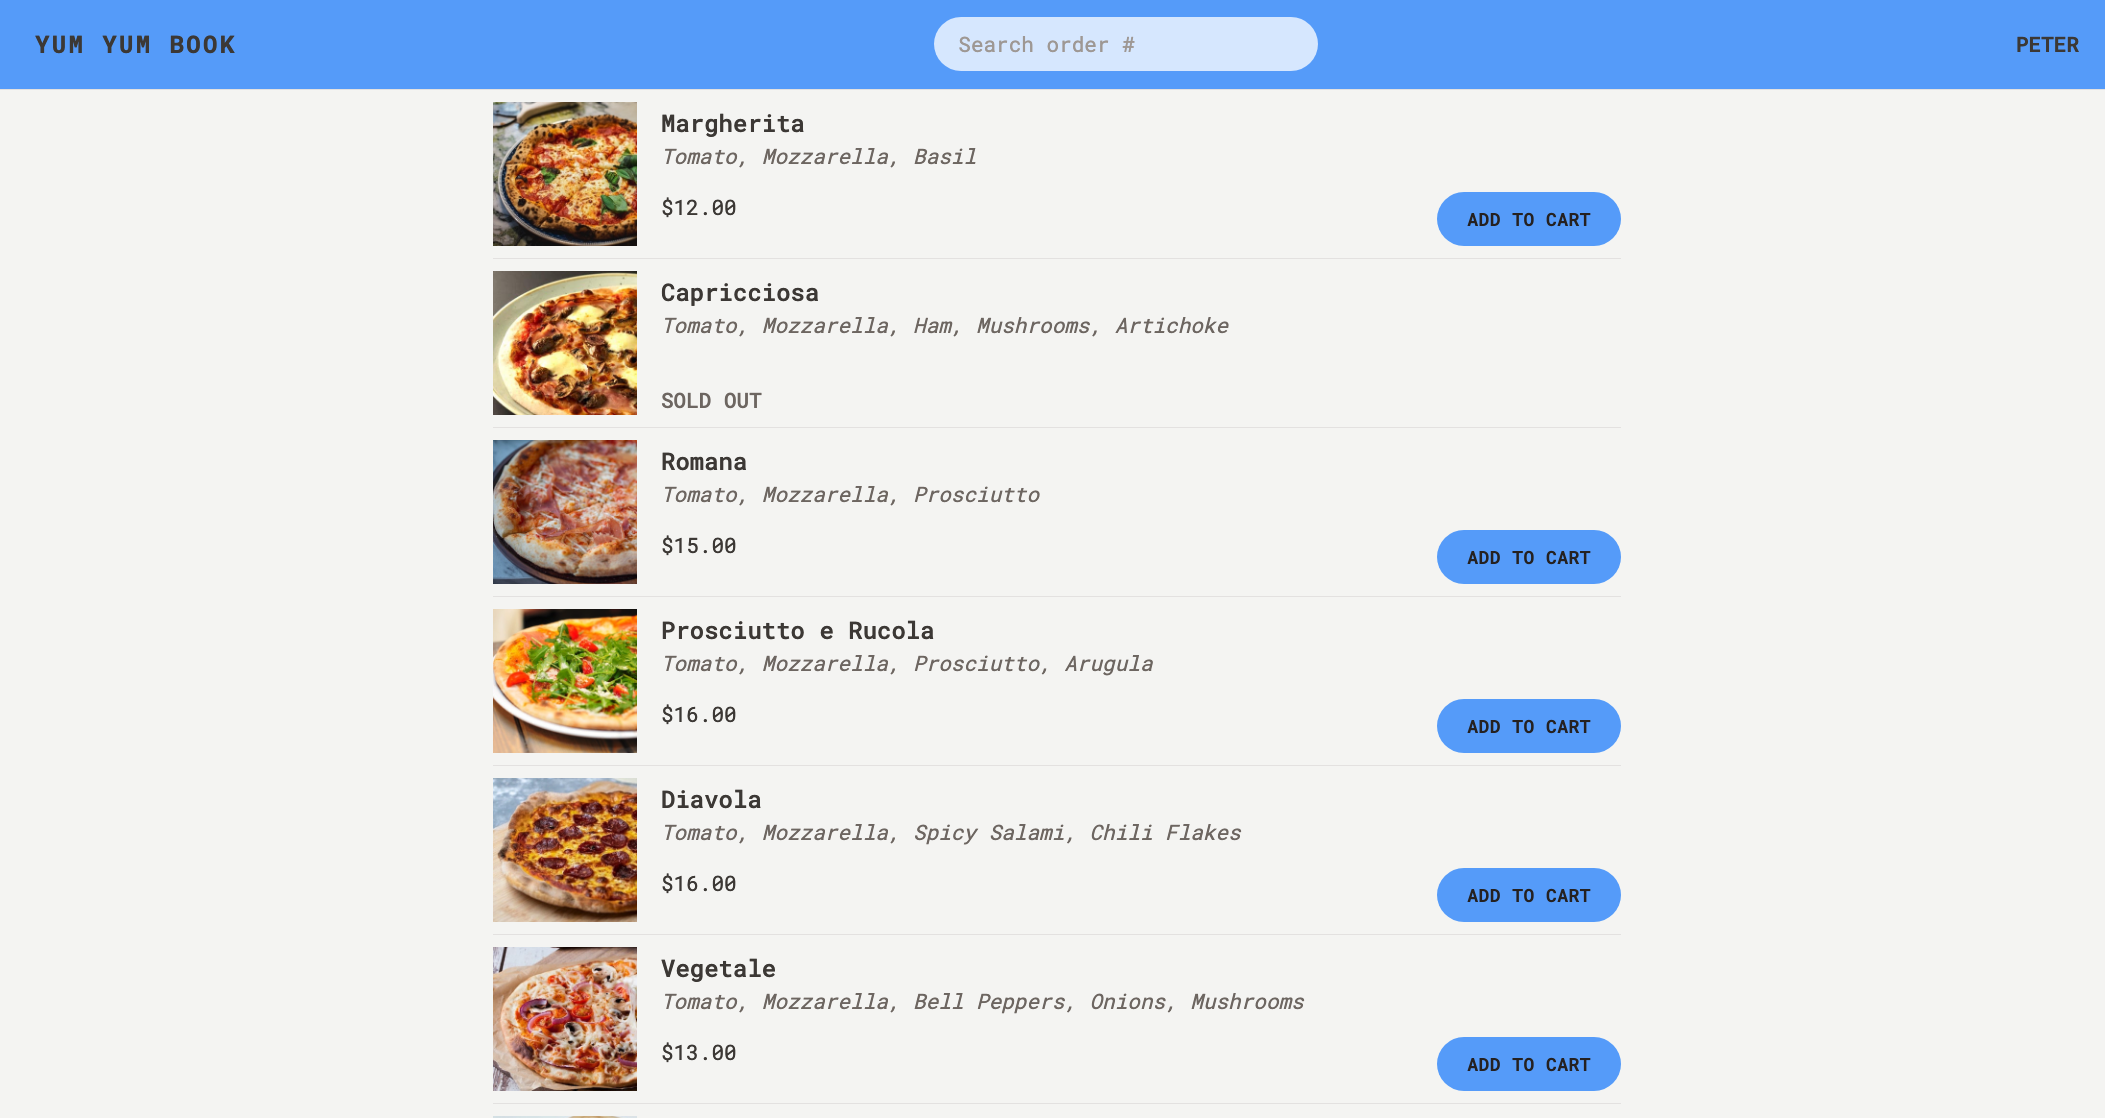 YUM YUM BOOK
Search order #
PETER
Margherita
Tomato, Mozzarella, Basil
$12.00
ADD TO CART
Capricciosa
Tomato, Mozzarella, Ham, Mushrooms, Artichoke
SOLD OUT
Romana
Tomato, Mozzarella, Prosciutto
$15.00
ADD TO CART
Prosciutto e Rucola
Tomato, Mozzarella, Prosciutto, Arugula
$16.00
ADD TO CART
Diavola
Tomato, Mozzarella, Spicy Salami, Chili Flakes
$16.00
ADD TO CART
Vegetale
Tomato, Mozzarella, Bell Peppers, Onions, Mushrooms
$13.00
ADD TO CART